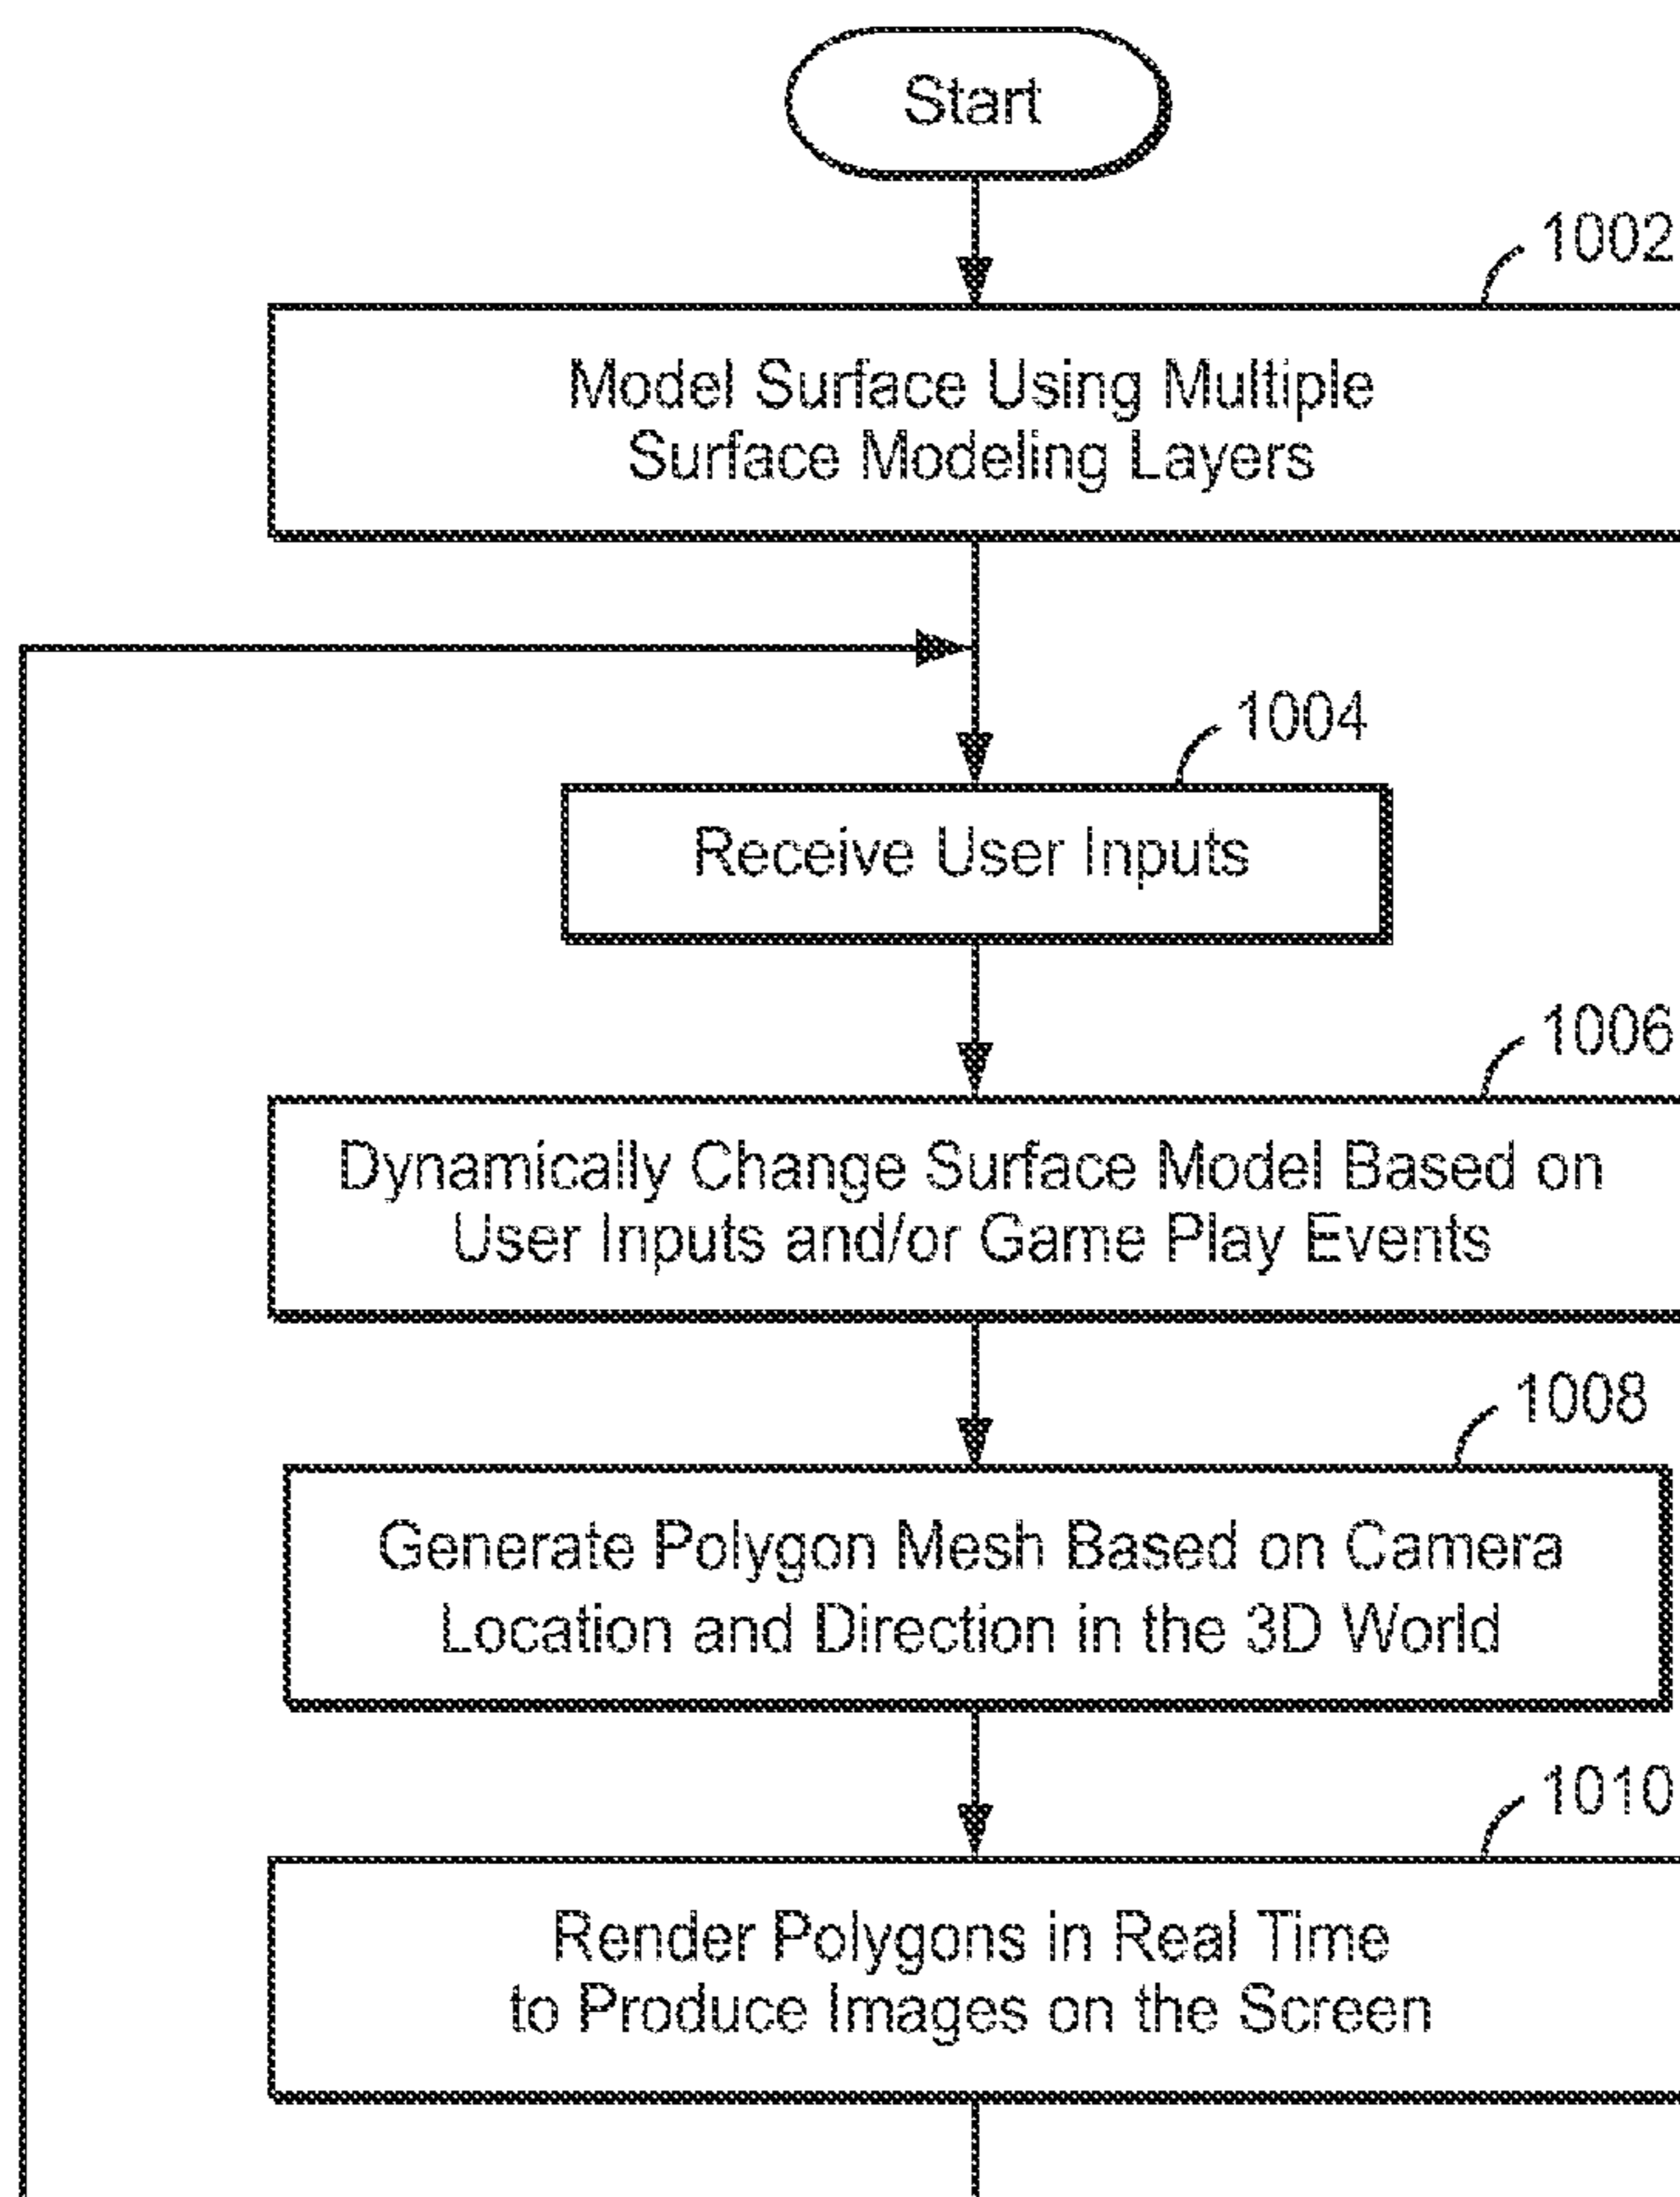 Start
1002
Model Surface Using Multiple
Surface Modeling Layers
1004
Receive User Inputs
1006
Dynamically Change Surface Model Based on
User Inputs and/or Game Play Events
1008
Generate Polygon Mesh Based on Camera
Location and Direction in the 3D World
1010
Render Polygons in Real Time
to Produce Images on the Screen